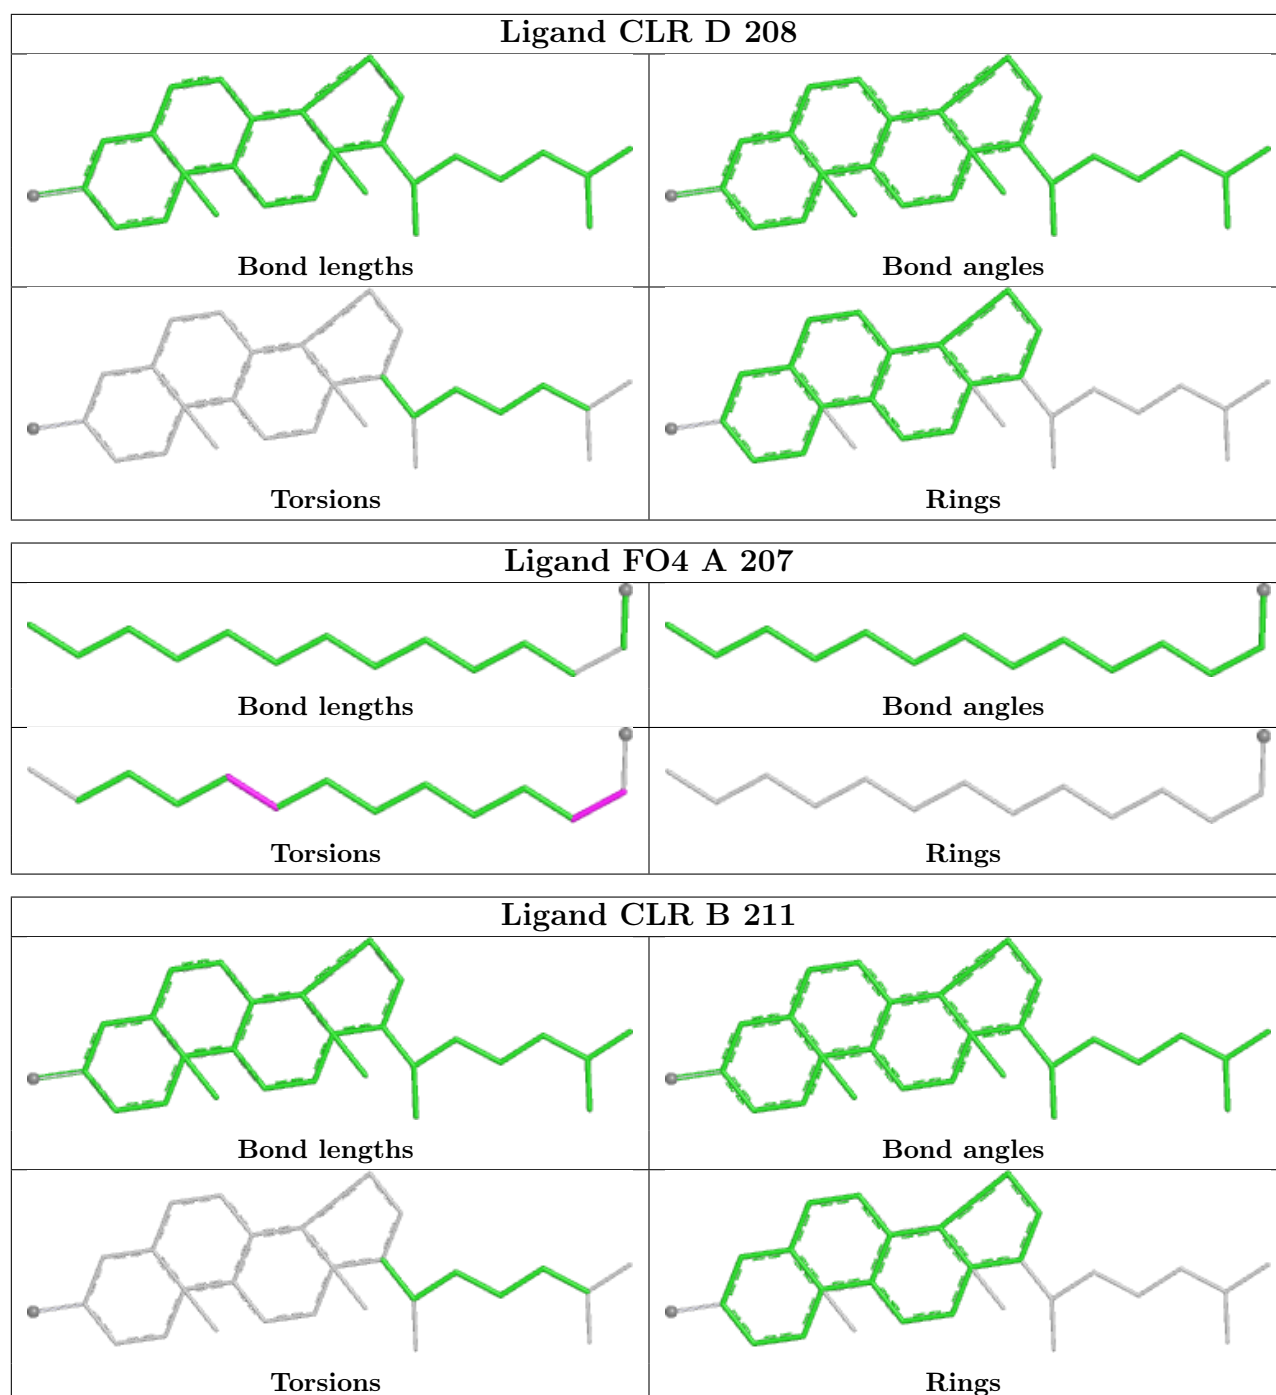 Ligand CLR D 208
Bond lengths
Bond angles
Torsions
Rings
Ligand FO4 A 207
Bond lengths
Bond angles
Torsions
Rings
Ligand CLR B 211
Bond lengths
Bond angles
Torsions
Rings